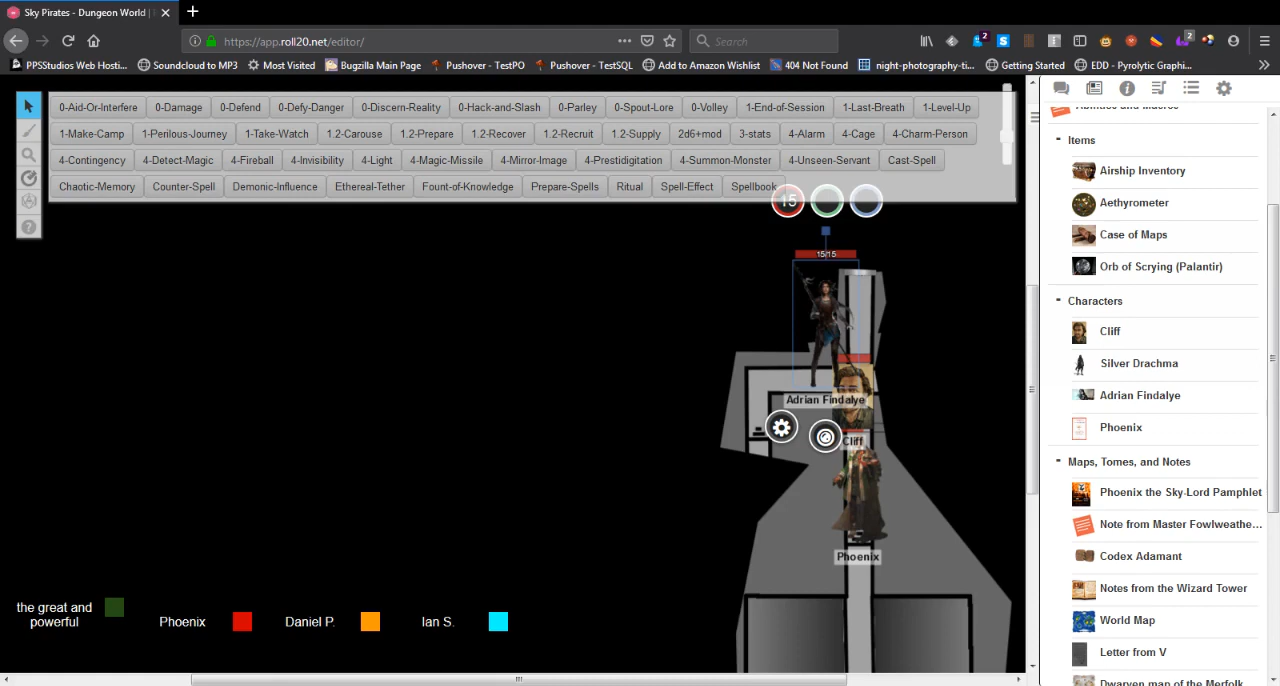 Sky Pirates - Dungeon World |
https://app.roll20.net/editor/
Search
2
2
PPSStudios Web Hosti...
Soundcloud to MP3
Most Visited
Bugzilla Main Page
Pushover - TestPO
Pushover - TestSQL
Add to Amazon Wishlist
404 Not Found
night-photography-ti...
Getting Started
EDD - Pyrolytic Graphi...
0-Aid-Or-Interfere
0-Damage
0-Defend
0-Defy-Danger
0-Discern-Reality
0-Hack-and-Slash
0-Parley
0-Spout-Lore
0-Volley
1-End-of-Session
1-Last-Breath
1-Level-Up
1-Make-Camp
1-Perilous-Journey
1-Take-Watch
1.2-Carouse
1.2-Prepare
1.2-Recover
1.2-Recruit
1.2-Supply
2d6+mod
3-stats
4-Alarm
4-Cage
4-Charm-Person
4-Contingency
4-Detect-Magic
4-Fireball
4-Invisibility
4-Light
4-Magic-Missile
4-Mirror-Image
4-Prestidigitation
4-Summon-Monster
4-Unseen-Servant
Cast-Spell
Chaotic-Memory
Counter-Spell
Demonic-Influence
Ethereal-Tether
Fount-of-Knowledge
Prepare-Spells
Ritual
Spell-Effect
Spellbook
15
15/15
Adrian Findalye
Cliff
Phoenix
the great and
powerful
Phoenix
Daniel P.
Ian S.
Abilities and Macros
Items
Airship Inventory
Aethyrometer
Case of Maps
Orb of Scrying (Palantir)
Characters
Cliff
Silver Drachma
Adrian Findalye
Phoenix
Maps, Tomes, and Notes
Phoenix the Sky-Lord Pamphlet
Note from Master Fowlweathe...
Codex Adamant
Notes from the Wizard Tower
World Map
Letter from V
Dwarven map of the Merfolk